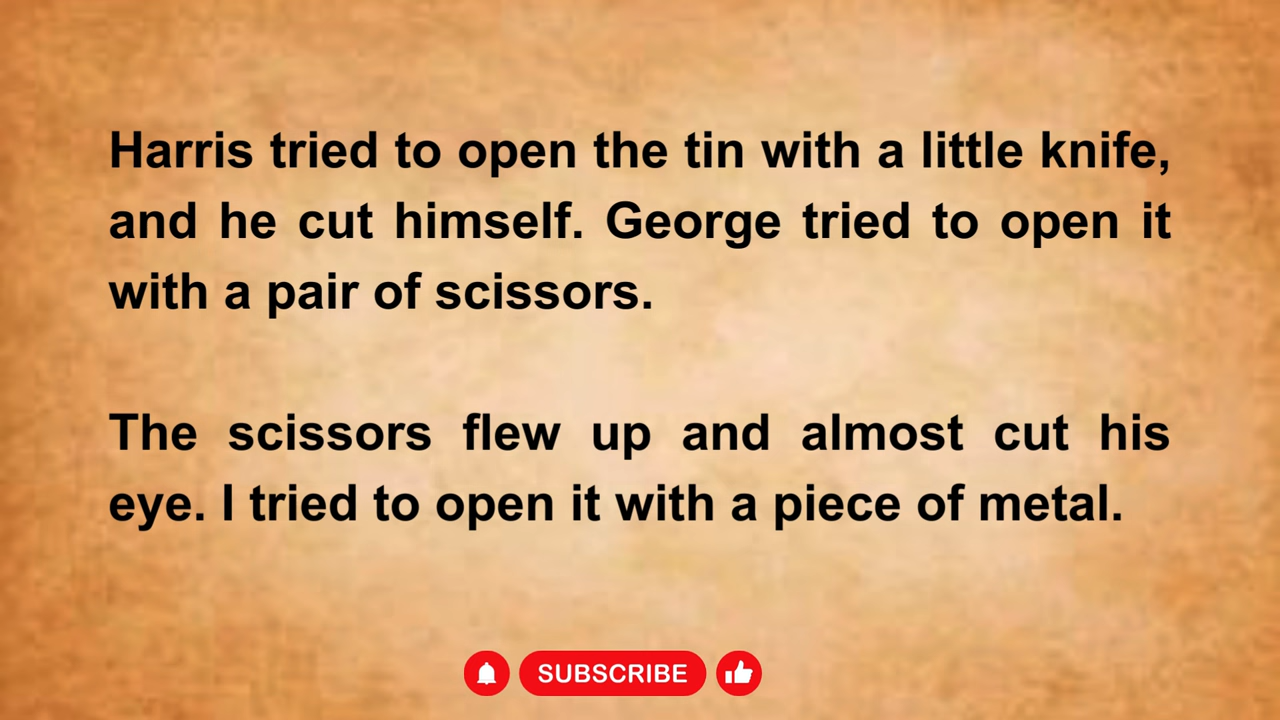 Harris tried to open the tin with a little knife,
and he cut himself. George tried to open it
with a pair of scissors.
The scissors flew up and almost cut his
eye. I tried to open it with a piece of metal.
SUBSCRIBE